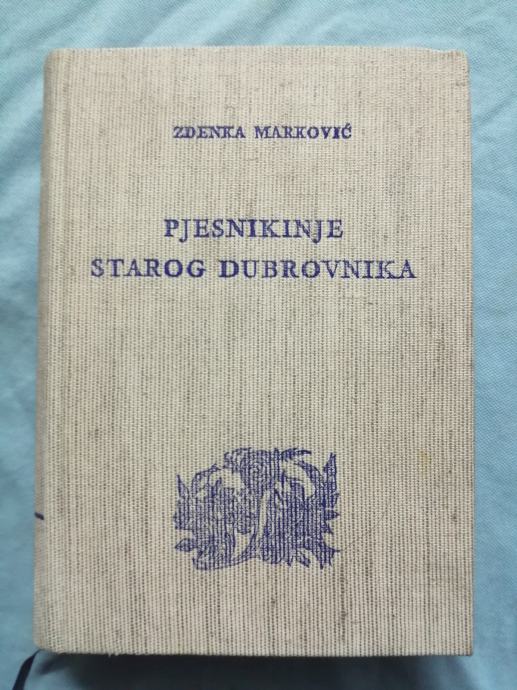 ZDENKA MARKOVIĆ
PJESNIKINJE
STAROG DUBROVNIKA